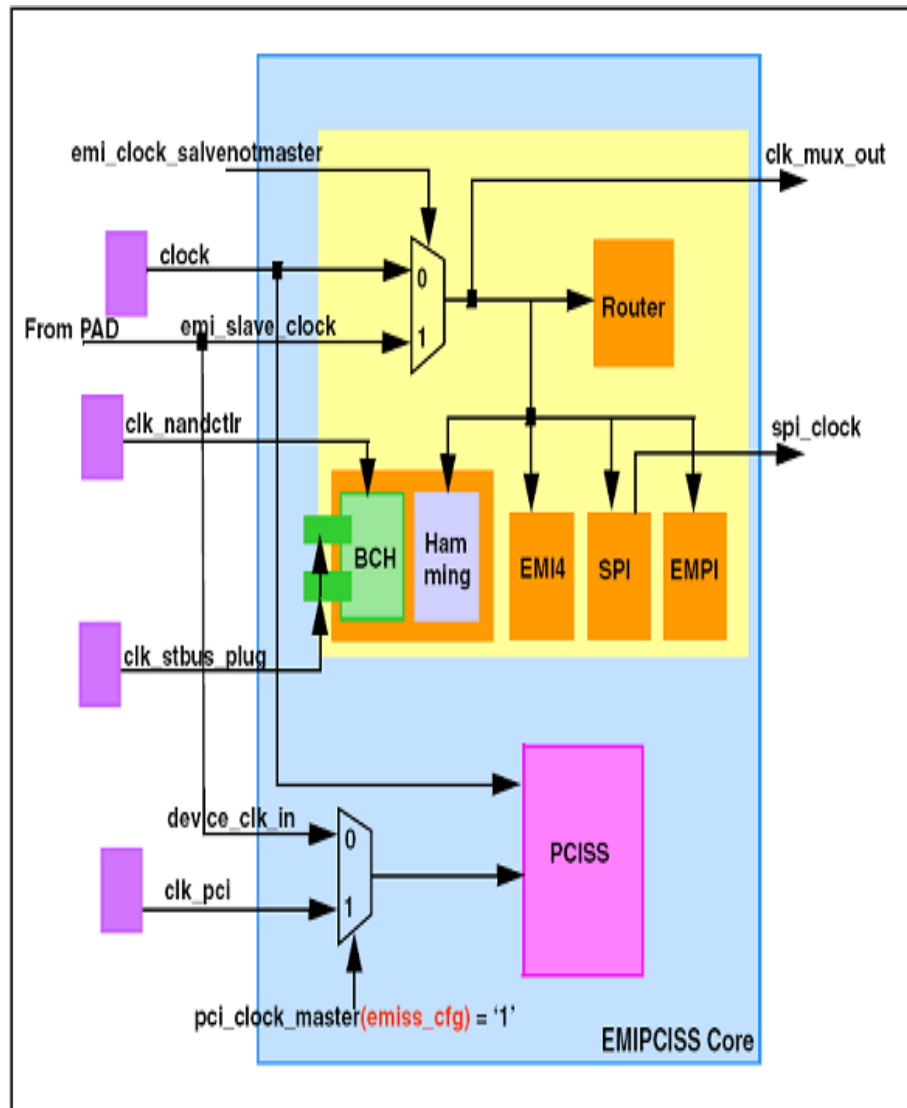 emi_clock_salvenotmaster
clk_mux_out
clock
0
Router
From PAD
emi_slave_clock
1
clk_nandctlr
spi_clock
BCH
Ham
ming
EMI4
SPI
EMPI
clk_stbus_plug
device_clk_in
0
PCISS
clk_pci
1
pci_clock_master(emiss_cfg) = ‘1’
EMIPCISS Core